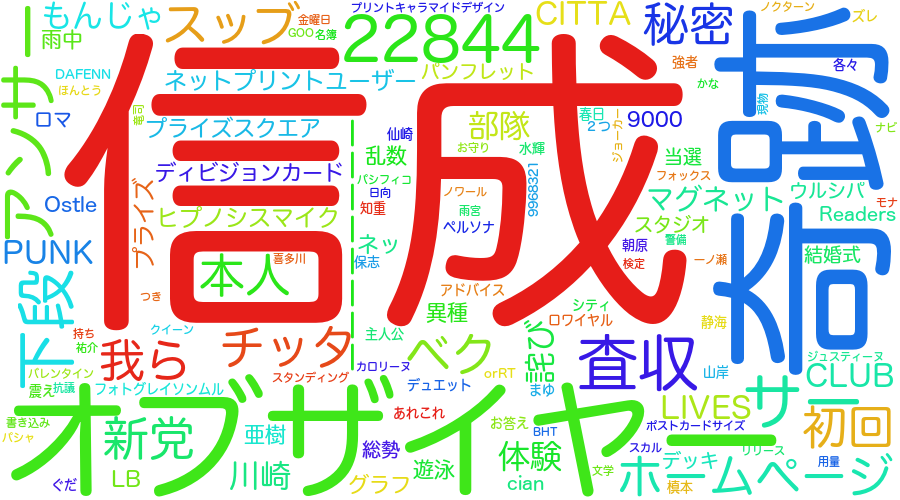 もんじゃ
雨中
スップ
金曜日
GOO
名簿
プリントキャラマイドデザイン
22844
CITTA
秘密
ノクターン
ズレ
各々
アンサー
DAFENN
ほんとう
ロマ
竜司
ネットプリントユーザー
パンフレット
強者
かな
現物
ナビ
信
成
奇跡
プライズスクエア
仙崎
部隊
お守り
水輝
春日
2つ
ジョーカー
9000
ディビジョンカード
乱数
パシフィコ
日向
ノワール
9968321
当選
フォックス
マグネット
ウルシバ
モナ
Ostle
プライズ
ヒプノシスマイク
知重
雨宮
ペルソナ
スタジオ
警備
Readers
PUNK
本人
喜多川
ネッ
保志
朝原
検定
一ノ瀬
結婚式
下段
つき
アドバイス
異種
シティ
ロワイヤル
静海
持ち
祐介
クイーン
我ら
チッタ
主人公
ベク
詫び
査収
山岸
ジュスティーヌ
CLUB
バレンタイン
震え
抗議
フォトグレイソンムル
スタンディング
カロリーヌ
デュエット
orRT
まゆ
サー
オブザイヤー
LIVES
ポストカードサイズ
初回
書き込み
パシャ
新党
亜樹
あれこれ
総勢
お答え
BHT
体験
スカル
デッキ
リリース
ぐだ
LB
川崎
グラフ
遊泳
cian
文学
ホームページ
槙本
用量